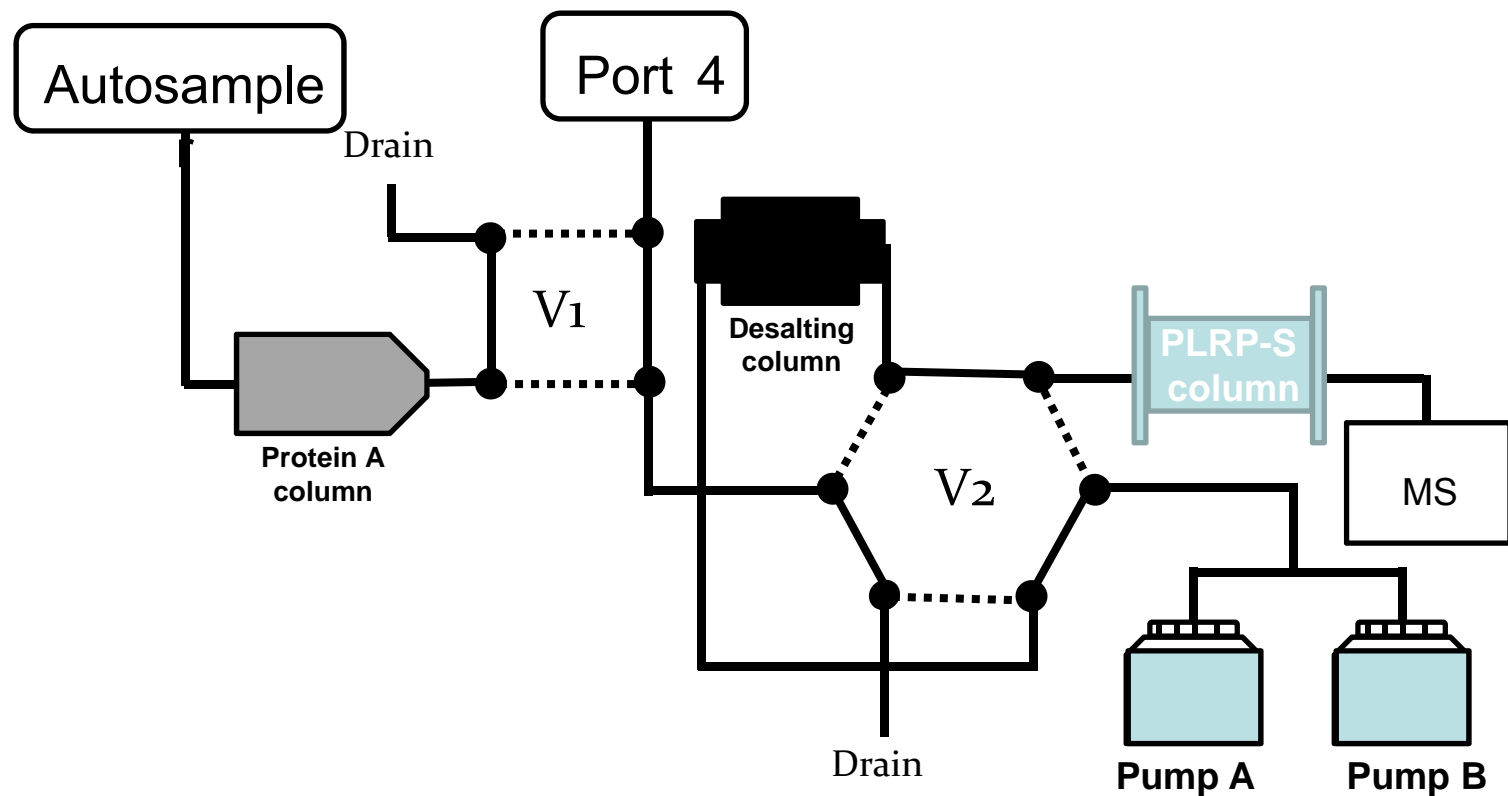 Autosample
r
Port 4
Drain
V1
Desalting
column
PLRP-S
column
Protein A
column
V2
MS
Drain
Pump A
Pump B